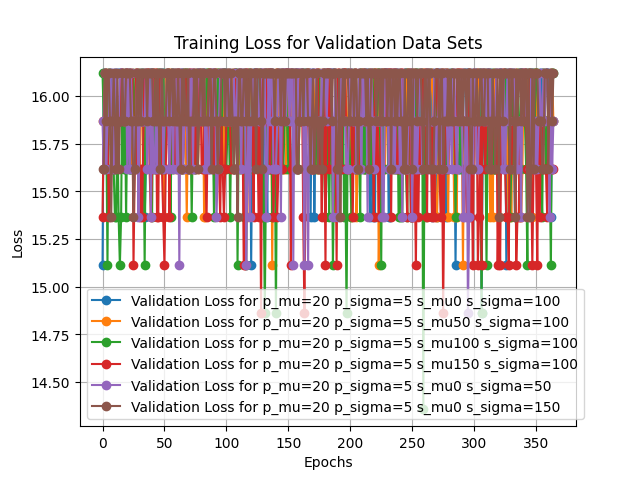 Training Loss for Validation Data Sets
16.00
15.75
15.50
15.25
15.00
14.75
14.50
Loss
Validation Loss for p_mu=20 p_sigma=5 s_mu0 s_sigma=100
Validation Loss for p_mu=20 p_sigma=5 s_mu50 s_sigma=100
Validation Loss for p_mu=20 p_sigma=5 s_mu100 s_sigma=100
Validation Loss for p_mu=20 p_sigma=5 s_mu150 s_sigma=100
Validation Loss for p_mu=20 p_sigma=5 s_mu0 s_sigma=50
Validation Loss for p_mu=20 p_sigma=5 s_mu0 s_sigma=150
0 50 100 150 200 250 300 350
Epochs